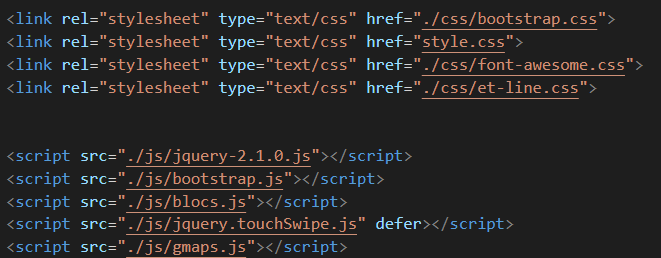 <link rel="stylesheet" type="text/css" href="./css/bootstrap.css">
<link rel="stylesheet" type="text/css" href="style.css">
<link rel="stylesheet" type="text/css" href="./css/font-awesome.css">
<link rel="stylesheet" type="text/css" href="./css/et-line.css">
<script src="./js/jquery-2.1.0.js"></script>
<script src="./js/bootstrap.js"></script>
<script src="./js/blocs.js"></script>
<script src="./js/jquery.touchSwipe.js" defer></script>
<script src="./js/gmaps.js"></script>